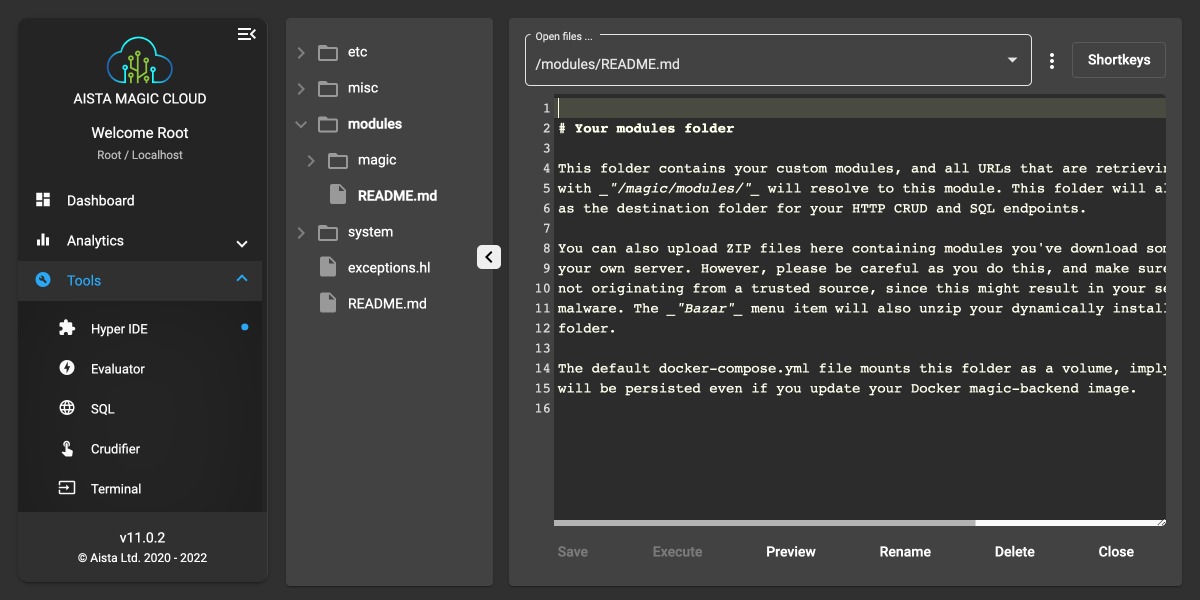 AISTA MAGIC CLOUD
Welcome Root
Root / Localhost
Dashboard
Analytics
Tools
Hyper IDE
Evaluator
SQL
Crudifier
Terminal
v11.0.2
© Aista Ltd. 2020 - 2022
etc
misc
modules
magic
README.md
system
exceptions.hl
README.md
Open files ...
/modules/README.md
Shortkeys
1
2 # Your modules folder
3
4 This folder contains your custom modules, and all URLs that are retrievin
5 with _"/magic/modules/"_ will resolve to this module. This folder will al
6 as the destination folder for your HTTP CRUD and SQL endpoints.
7
8 You can also upload ZIP files here containing modules you've download som
9 your own server. However, please be careful as you do this, and make sure
10 not originating from a trusted source, since this might result in your se
11 malware. The _"Bazar"_ menu item will also unzip your dynamically install
12 folder.
13
14 The default docker-compose.yml file mounts this folder as a volume, imply
15 will be persisted even if you update your Docker magic-backend image.
16
Save
Execute
Preview
Rename
Delete
Close